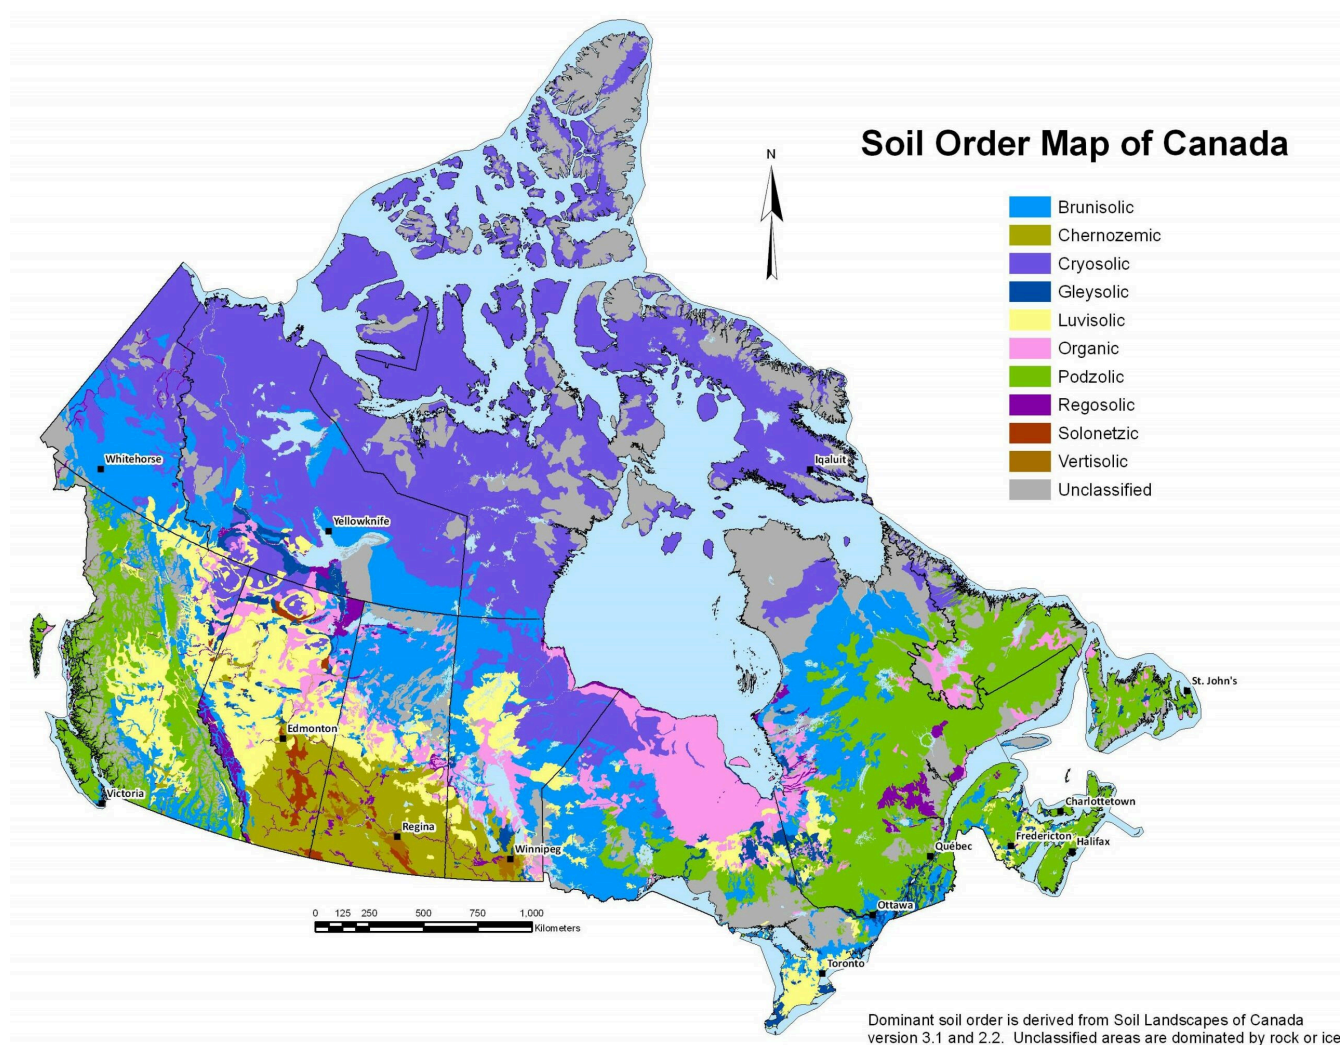 Soil Order Map of Canada
N
Brunisolic
Chernozemic
Cryosolic
Gleysolic
Luvisolic
Organic
Podzolic
Regosolic
Solonetzic
Vertisolic
Unclassified
Whitehorse
Iqaluit
Yellowknife
St. John's
Edmonton
Victoria
Charlottetown
Regina
Fredericton
Halifax
Winnipeg
Québec
Ottawa
0 125 250 500 750 1,000
Kilometers
Toronto
Dominant soil order is derived from Soil Landscapes of Canada
version 3.1 and 2.2. Unclassified areas are dominated by rock or ice